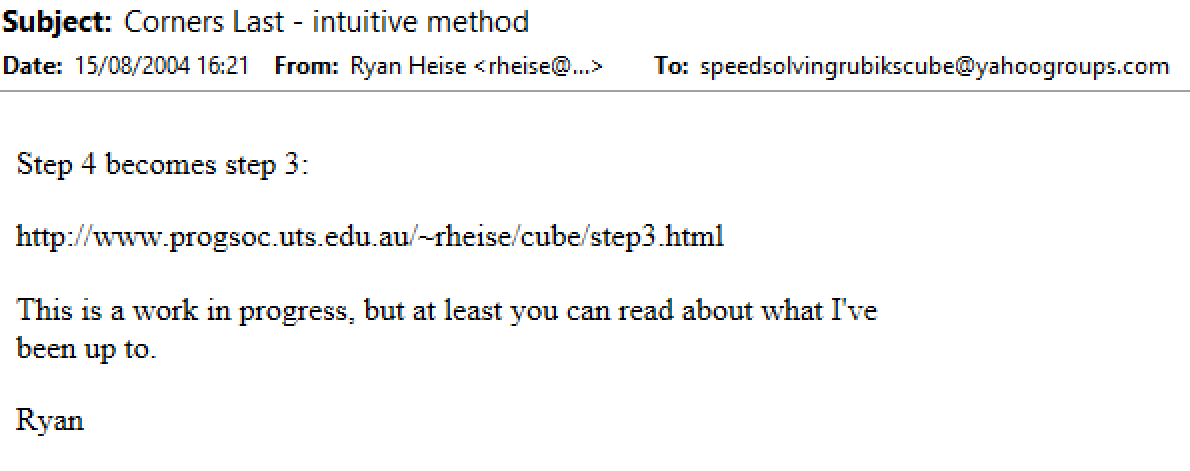 Subject: Corners Last - intuitive method
Date: 15/08/2004 16:21 From: Ryan Heise <rheise@...> To: speedsolvingrubikscube@yahoogroups.com
Step 4 becomes step 3:
http://www.progsoc.uts.edu.au/~rheise/cube/step3.html
This is a work in progress, but at least you can read about what I've
been up to.
Ryan